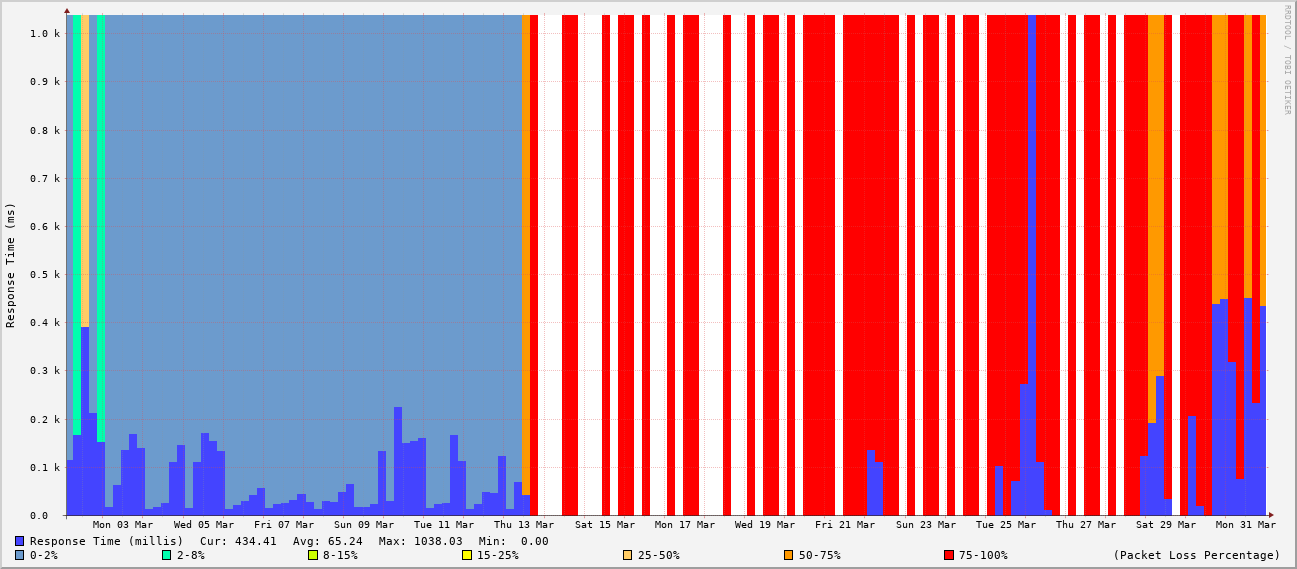 RRDTOOL / TOBI OETIKER
Response Time (ms)
1.0 k
0.9 k
0.8 k
0.7 k
0.6 k
0.5 k
0.4 k
0.3 k
0.2 k
0.1 k
0.0
Mon 03 Mar Wed 05 Mar Fri 07 Mar Sun 09 Mar Tue 11 Mar Thu 13 Mar Sat 15 Mar Mon 17 Mar Wed 19 Mar Fri 21 Mar Sun 23 Mar Tue 25 Mar Thu 27 Mar Sat 29 Mar Mon 31 Mar
Response Time (millis) Cur: 434.41 Avg: 65.24 Max: 1038.03 Min: 0.00
0-2% 2-8% 8-15% 15-25% 25-50% 50-75% 75-100% (Packet Loss Percentage)